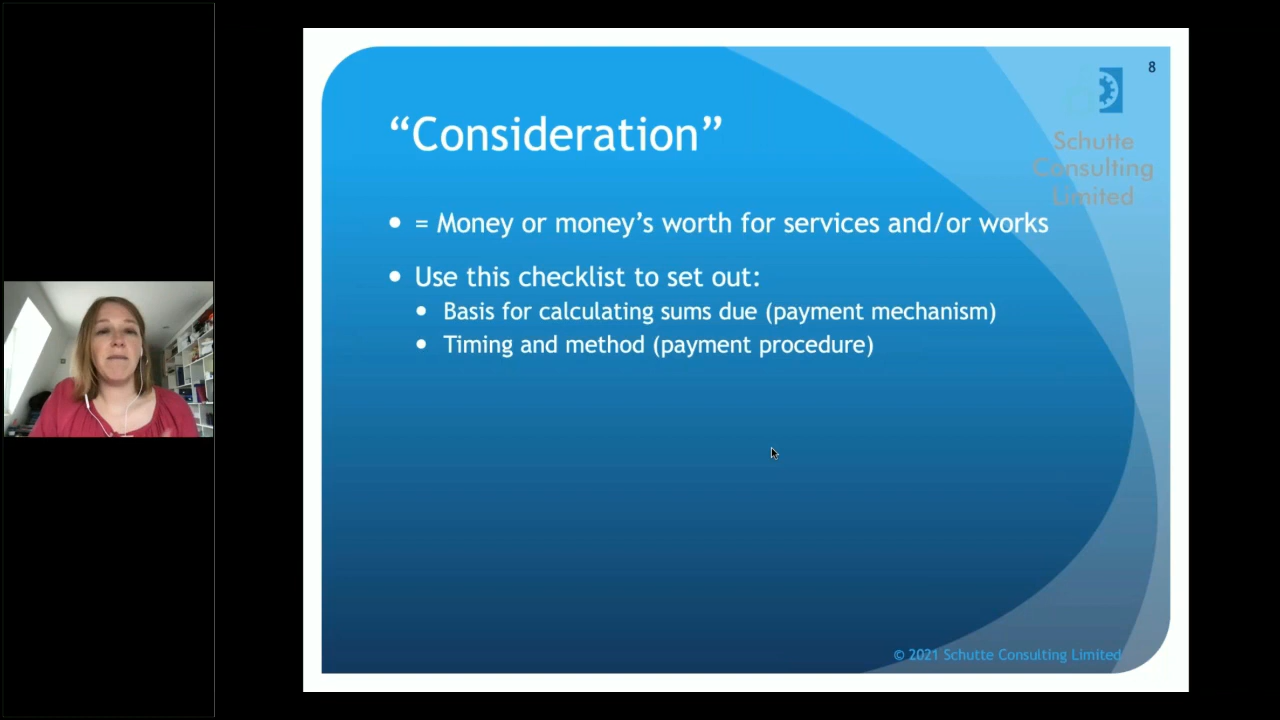 8
Schutte
Consulting
Limited
“Consideration”
= Money or money’s worth for services and/or works
Use this checklist to set out:
Basis for calculating sums due (payment mechanism)
Timing and method (payment procedure)
© 2021 Schutte Consulting Limited